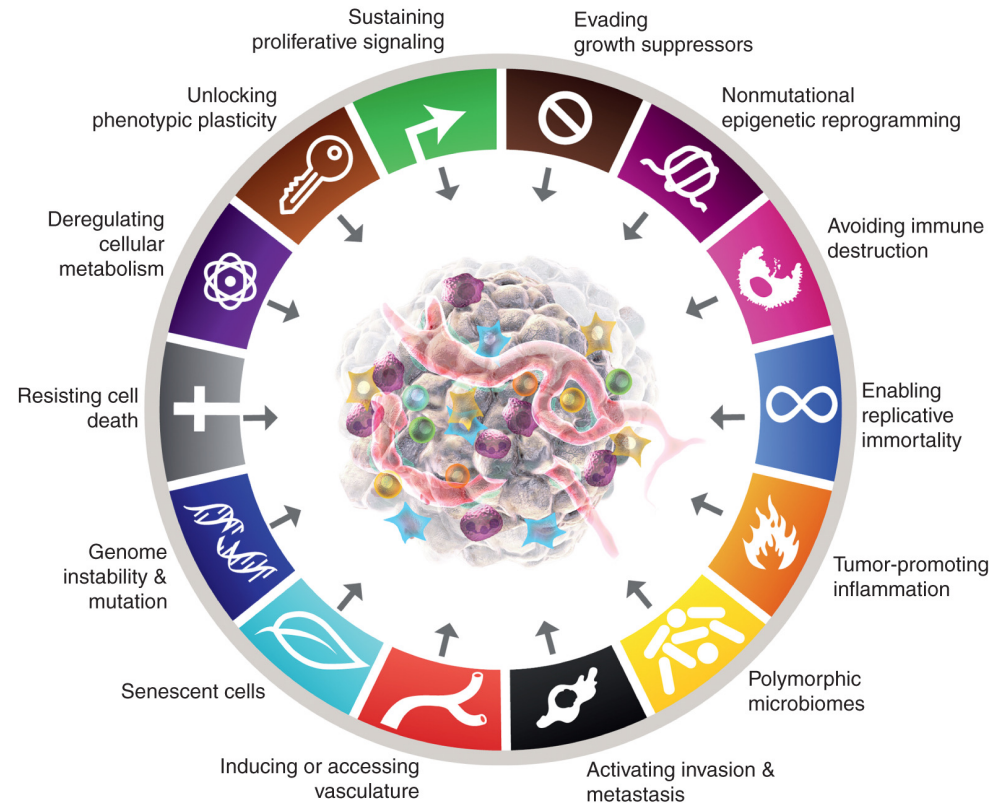 Sustaining
proliferative signaling
Evading
growth suppressors
Nonmutational
epigenetic reprogramming
Avoiding immune
destruction
Enabling
replicative
immortality
Tumor-promoting
inflammation
Polymorphic
microbiomes
Activating invasion &
metastasis
Inducing or accessing
vasculature
Senescent cells
Genome
instability &
mutation
Resisting cell
death
Deregulating
cellular
metabolism
Unlocking
phenotypic plasticity